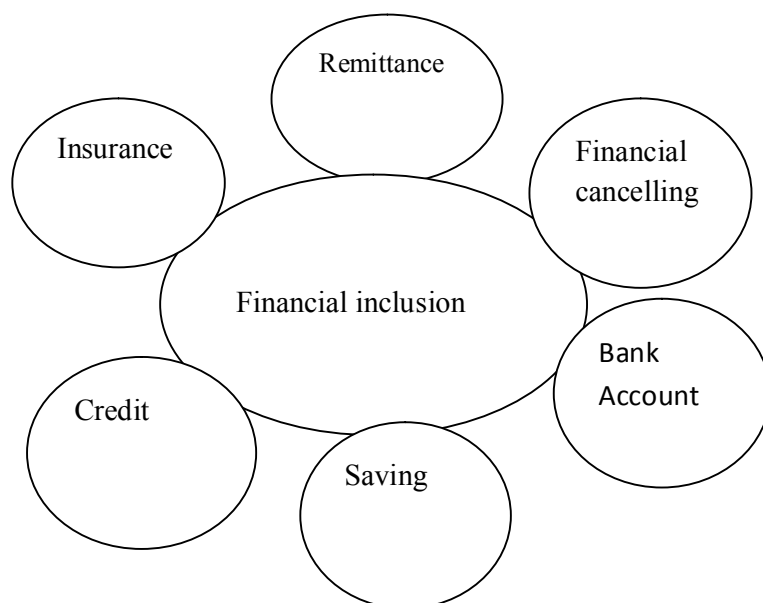 Remittance
Insurance
Financial
cancelling
Financial inclusion
Bank
Account
Credit
Saving